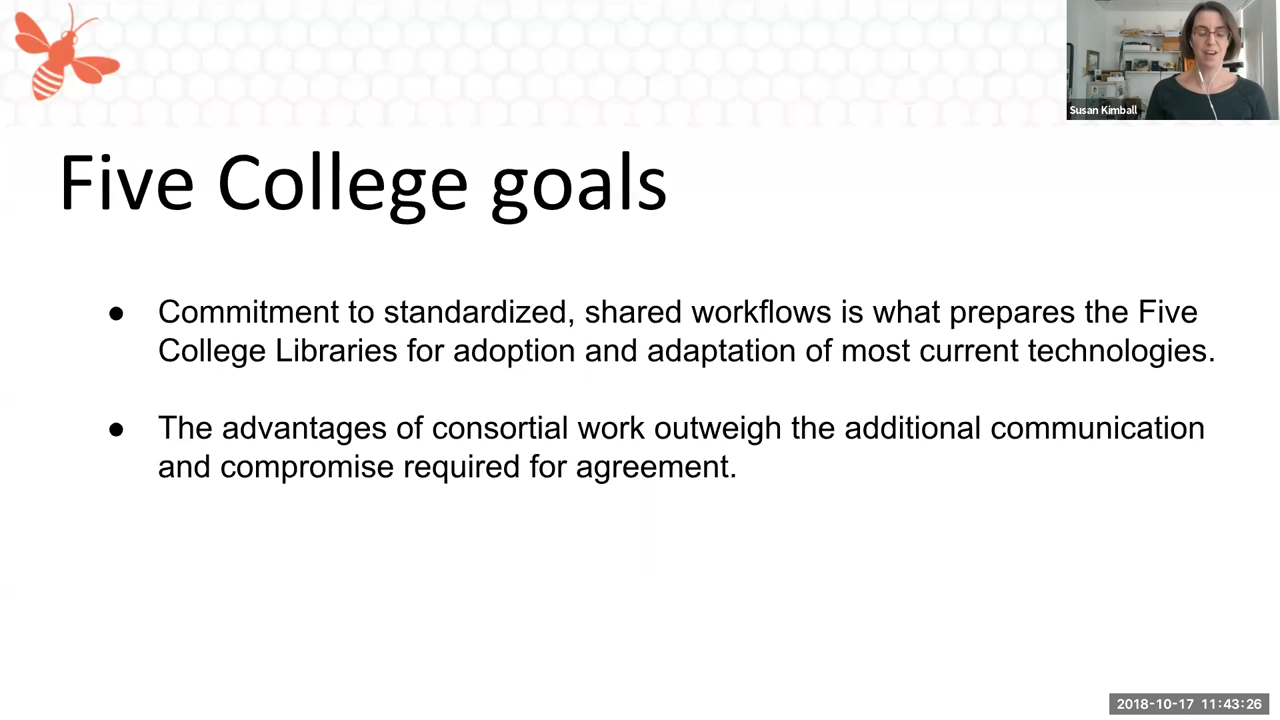 Susan Kimball
Five College goals
● Commitment to standardized, shared workflows is what prepares the Five
College Libraries for adoption and adaptation of most current technologies.
● The advantages of consortial work outweigh the additional communication
and compromise required for agreement.
2018-10-17 11:43:26